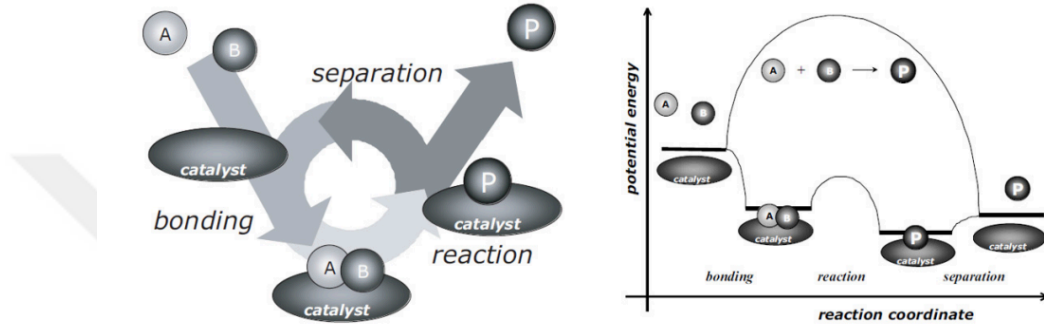 A
B
P
separation
catalyst
bonding
P
catalyst
reaction
A
B
catalyst
potential energy
A + B → P
A
B
catalyst
P
catalyst
A B
catalyst
P
catalyst
bonding reaction separation
reaction coordinate